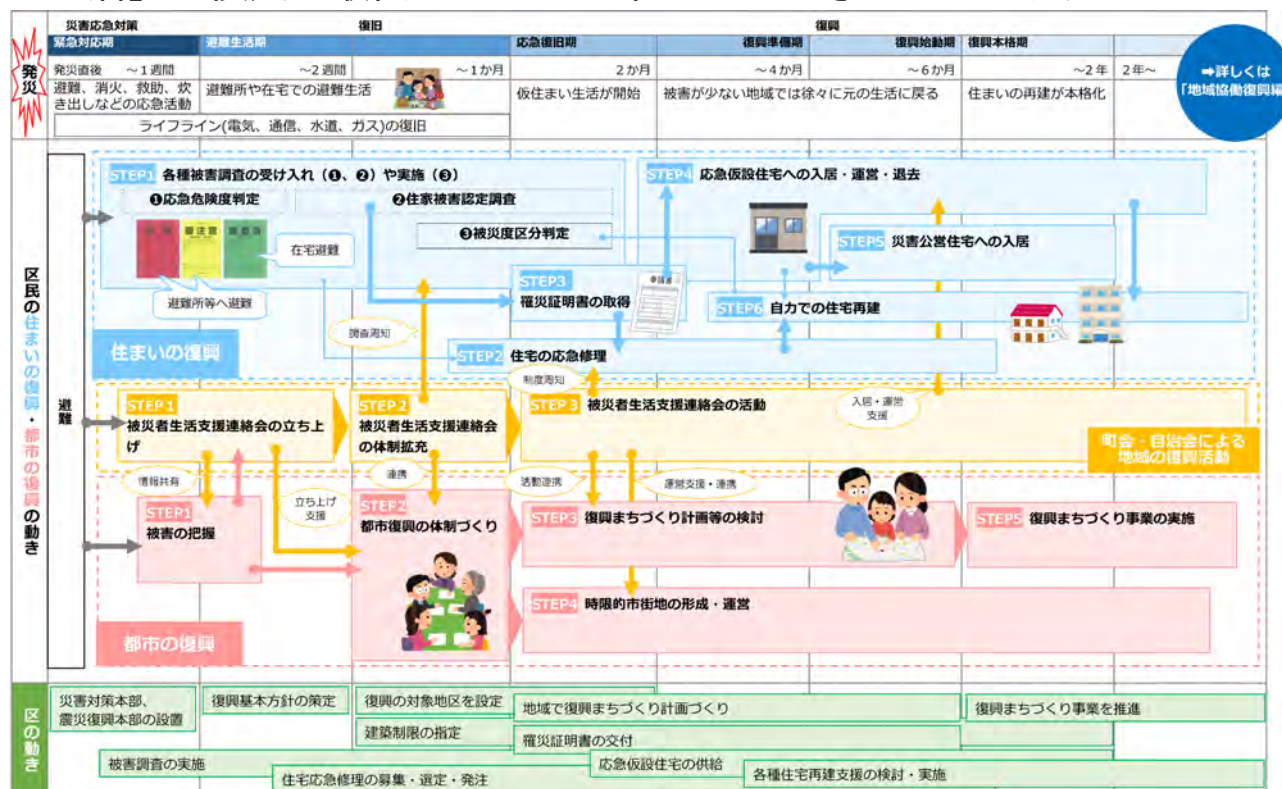 災害応急対策
復旧
復興
緊急対応期
避難生活期
応急復旧期
復興準備期
復興始動期
復興本格期
発災
発災直後
～1週間
～2週間
～1か月
2か月
～4か月
～6か月
～2年
2年～
➡詳しくは
「地域協働復興編
避難、消火、救助、炊
き出しなどの応急活動
避難所や在宅での避難生活
仮住まい生活が開始
被害が少ない地域では徐々に元の生活に戻る
住まいの再建が本格化
ライフライン(電気、通信、水道、ガス)の復旧
区民の住まいの復興・都市の復興の動き
避難
STEP1 各種被害調査の受け入れ（❶、❷）や実施（❸）
❶応急危険度判定
❷住家被害認定調査
❸被災度区分判定
要注意
在宅避難
避難所等へ避難
STEP4 応急仮設住宅への入居・運営・退去
STEP5 災害公営住宅への入居
STEP3
罹災証明書の取得
申請書
STEP6 自力での住宅再建
調査周知
住まいの復興
STEP2 住宅の応急修理
制度周知
STEP1
被災者生活支援連絡会の立ち上
げ
STEP2
被災者生活支援連絡会
の体制拡充
STEP3 被災者生活支援連絡会の活動
入居・運営
支援
町会・自治会による
地域の復興活動
情報共有
立ち上げ
支援
連携
活動連携
運営支援・連携
STEP1
被害の把握
STEP2
都市復興の体制づくり
STEP3 復興まちづくり計画等の検討
STEP5 復興まちづくり事業の実施
STEP4 時限的市街地の形成・運営
都市の復興
区の動き
災害対策本部、
震災復興本部の設置
復興基本方針の策定
復興の対象地区を設定
地域で復興まちづくり計画づくり
復興まちづくり事業を推進
建築制限の指定
罹災証明書の交付
被害調査の実施
応急仮設住宅の供給
住宅応急修理の募集・選定・発注
各種住宅再建支援の検討・実施